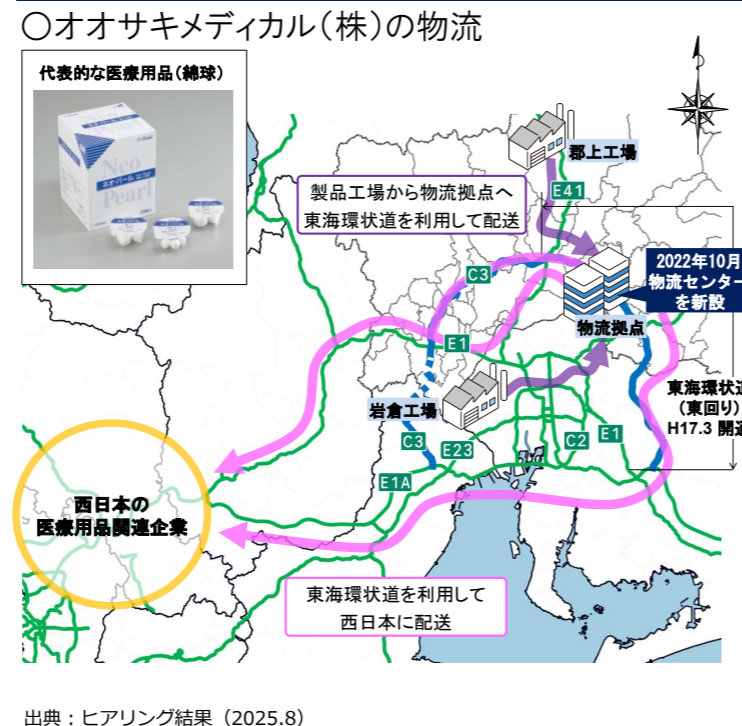 〇オオサキメディカル(株)の物流
代表的な医療用品(綿球)
Neo
ネオ・パール
Pearl
郡上工場
E41
製品工場から物流拠点へ
東海環状道を利用して配送
2022年10月
物流センター
を新設
C3
物流拠点
E1
東海環状道
(東回り)
H17.3 開通
岩倉工場
C3
E23
C2
E1
E1A
西日本の
医療用品関連企業
東海環状道を利用して
西日本に配送
出典:ヒアリング結果(2025.8)